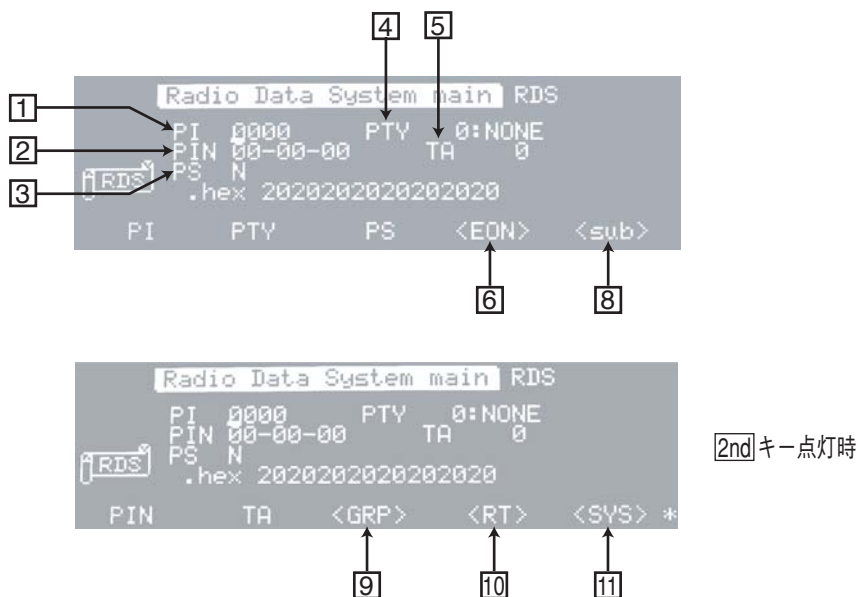 4 5
Radio Data System main RDS
1 PI 0000 PTY 0:NONE
2 PIN 00-00-00 TA 0
3 RDS PS N
.hex 2020202020202020
PI PTY PS <EON> <sub>
6 8
Radio Data System main RDS
PI 0000 PTY 0:NONE
PIN 00-00-00 TA 0
RDS PS N
.hex 2020202020202020
2ndキー点灯時
PIN TA <GRP> <RT> <SYS> *
9 10 11